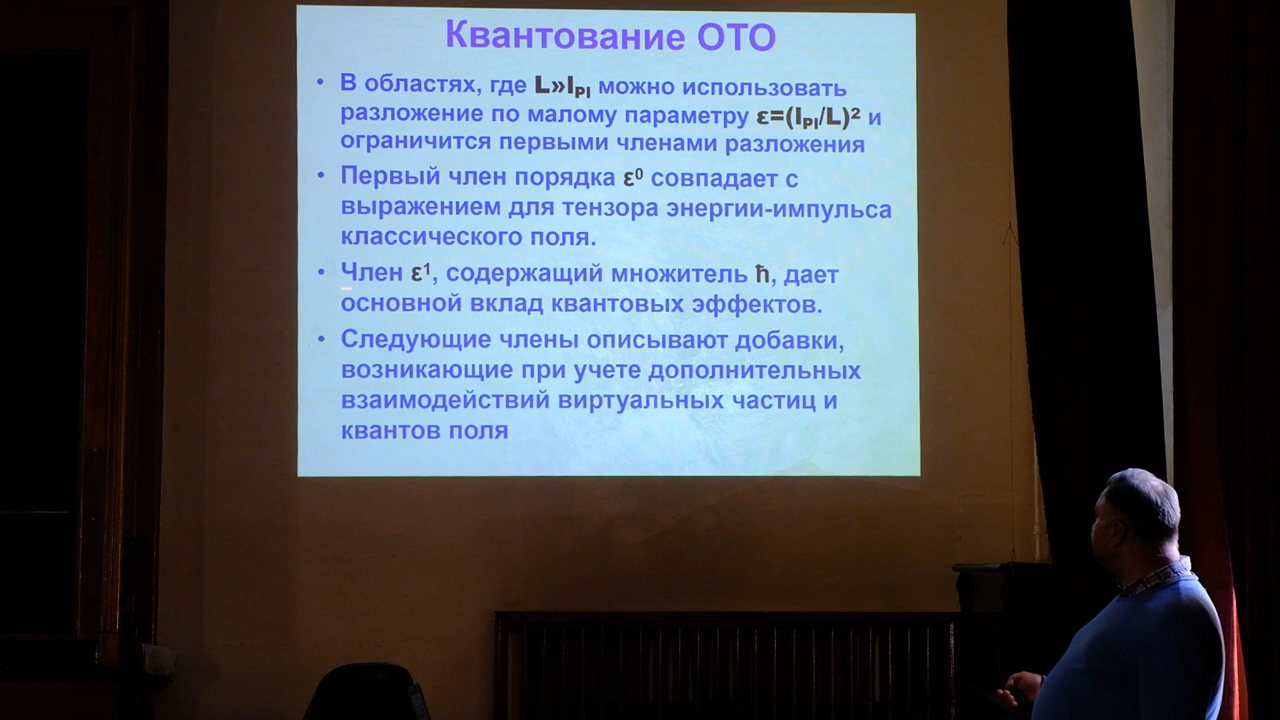 Квантование ОТО
• В областях, где L»lPl можно использовать
разложение по малому параметру ε=(lPl/L)² и
ограничится первыми членами разложения
• Первый член порядка ε⁰ совпадает с
выражением для тензора энергии-импульса
классического поля.
• Член ε¹, содержащий множитель ħ, дает
основной вклад квантовых эффектов.
• Следующие члены описывают добавки,
возникающие при учете дополнительных
взаимодействий виртуальных частиц и
квантов поля